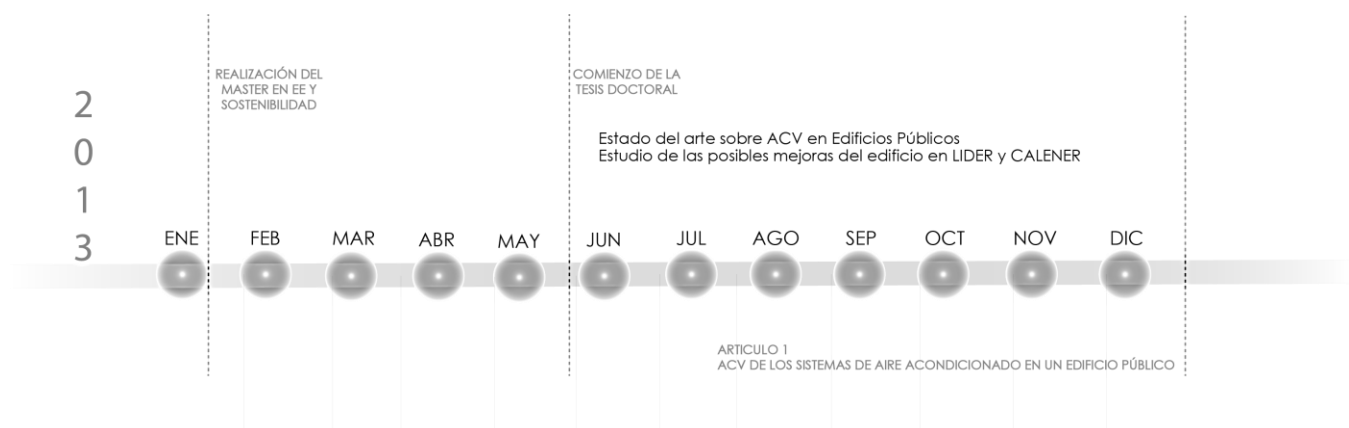 2
0
1
3
REALIZACIÓN DEL
MASTER EN EE Y
SOSTENIBILIDAD
COMIENZO DE LA
TESIS DOCTORAL
Estado del arte sobre ACV en Edificios Públicos
Estudio de las posibles mejoras del edificio en LIDER y CALENER
ENE FEB MAR ABR MAY JUN JUL AGO SEP OCT NOV DIC
ARTICULO 1
ACV DE LOS SISTEMAS DE AIRE ACONDICIONADO EN UN EDIFICIO PÚBLICO